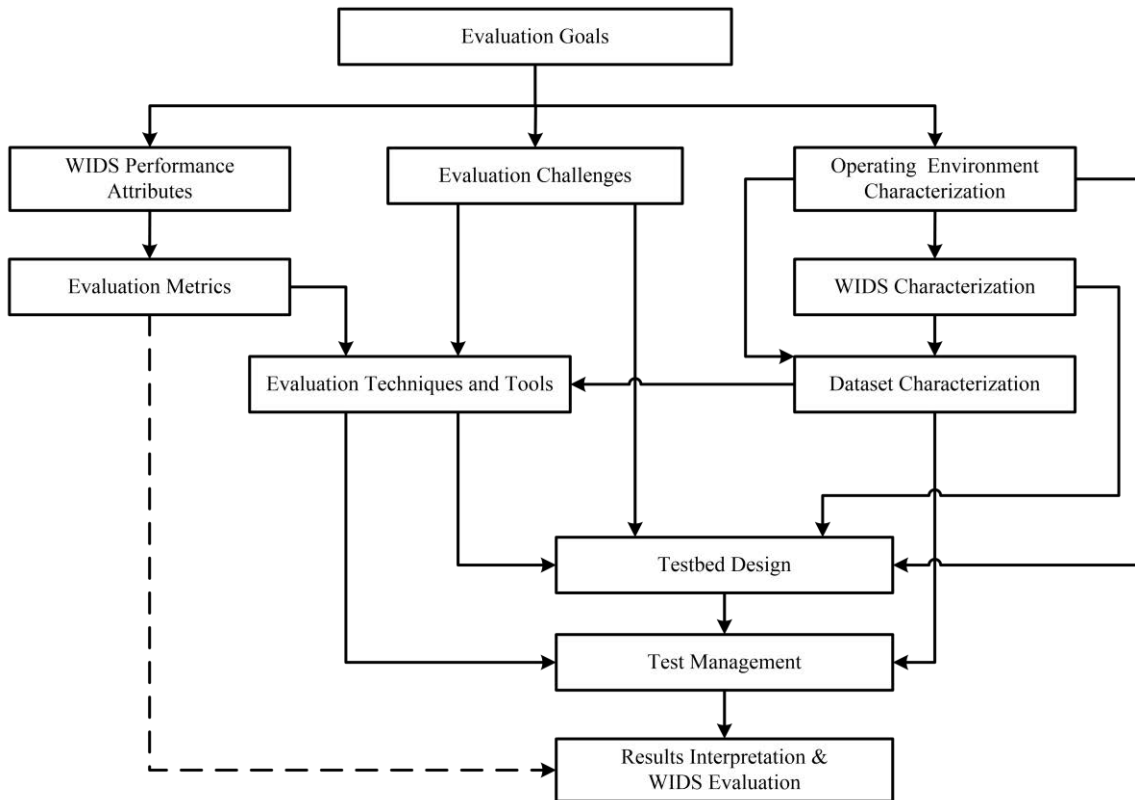 Evaluation Goals
WIDS Performance
Attributes
Evaluation Challenges
Operating Environment
Characterization
Evaluation Metrics
WIDS Characterization
Evaluation Techniques and Tools
Dataset Characterization
Testbed Design
Test Management
Results Interpretation &
WIDS Evaluation